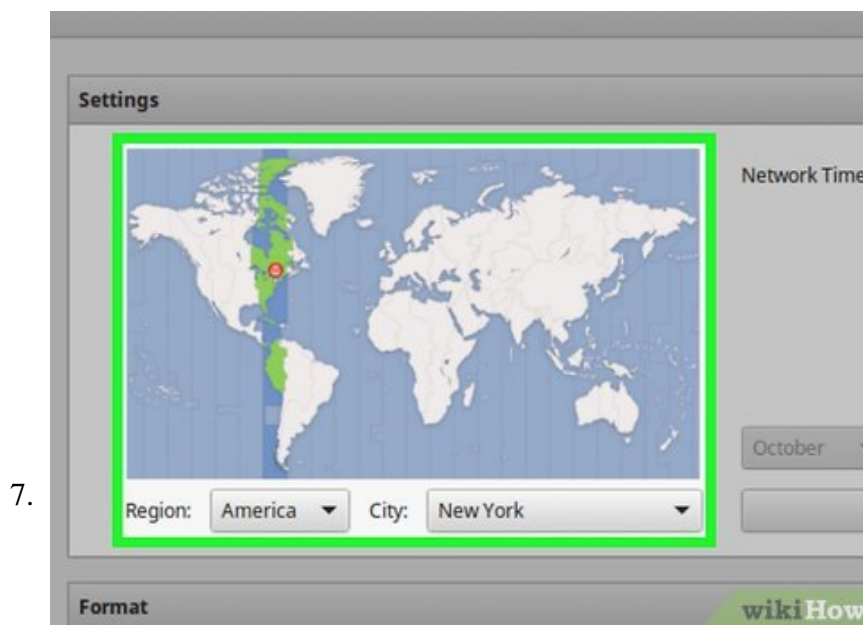 Settings
Network Time
October
7.
Region: America City: New York
Format
wikiHow